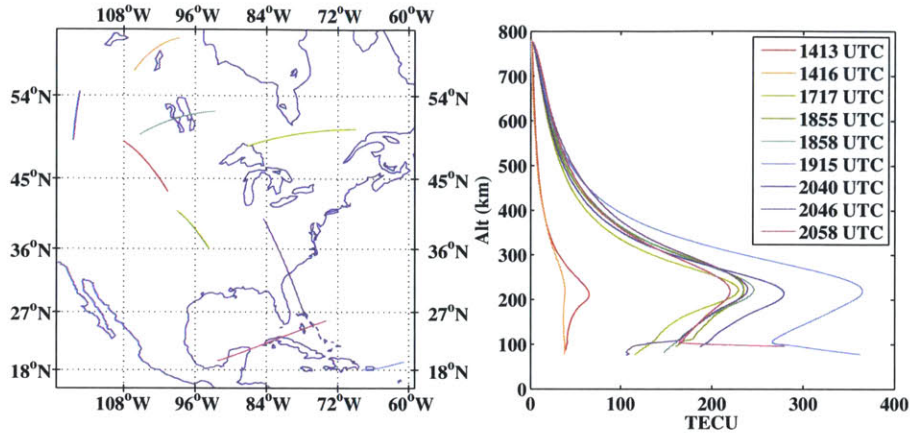 108°W 96°W 84°W 72°W 60°W
54°N 54°N
45°N 45°N
36°N 36°N
27°N 27°N
18°N 18°N
108°W 96°W 84°W 72°W 60°W
800
700
600
500
400
300
200
100
0
Alt (km)
0 100 200 300 400
TECU
1413 UTC
1416 UTC
1717 UTC
1855 UTC
1858 UTC
1915 UTC
2040 UTC
2046 UTC
2058 UTC